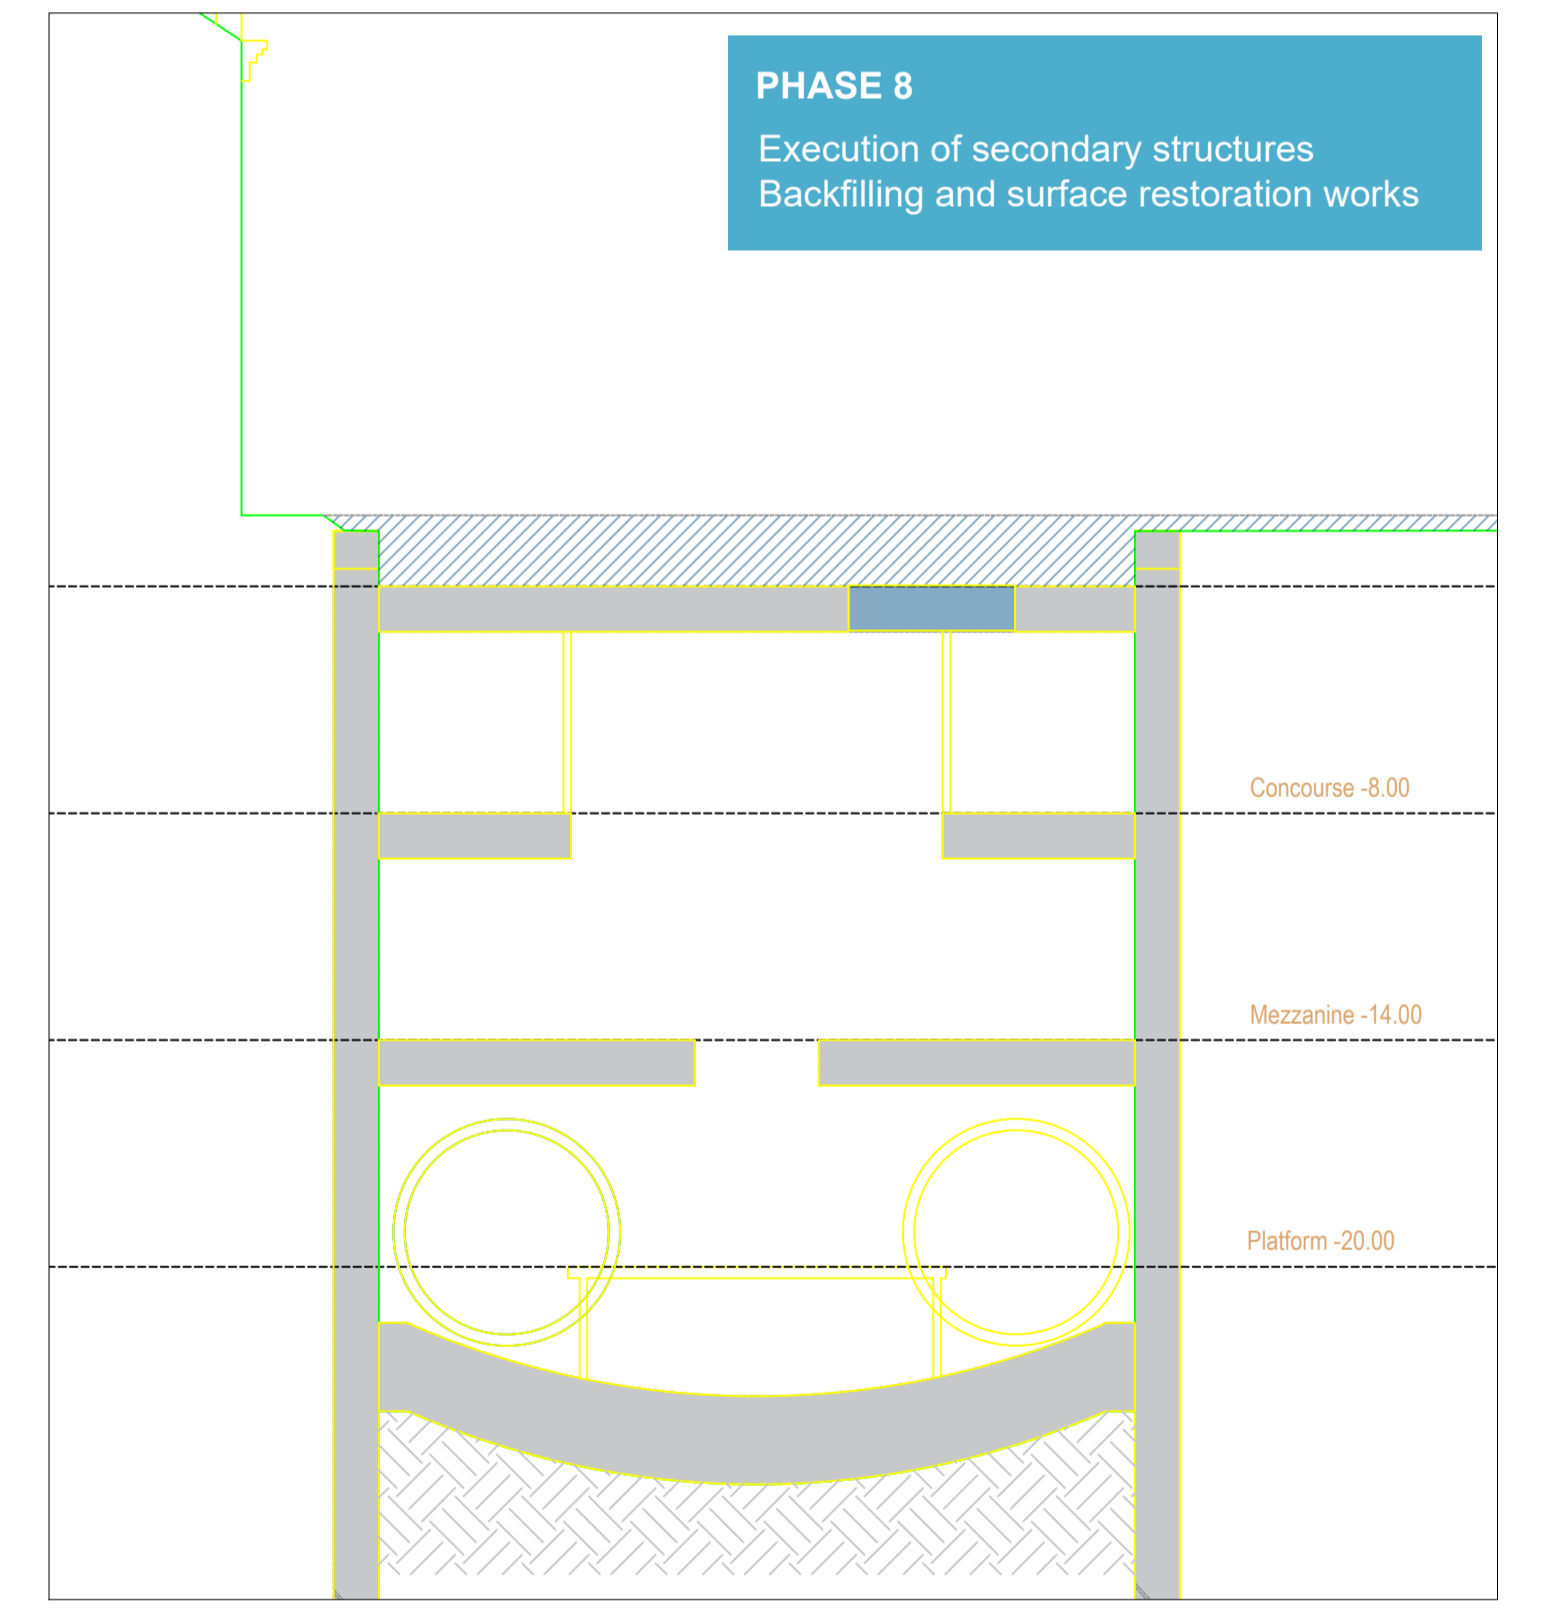 PHASE 8
Execution of secondary structures
Backfilling and surface restoration works
Concourse -8.00
Mezzanine -14.00
Platform -20.00